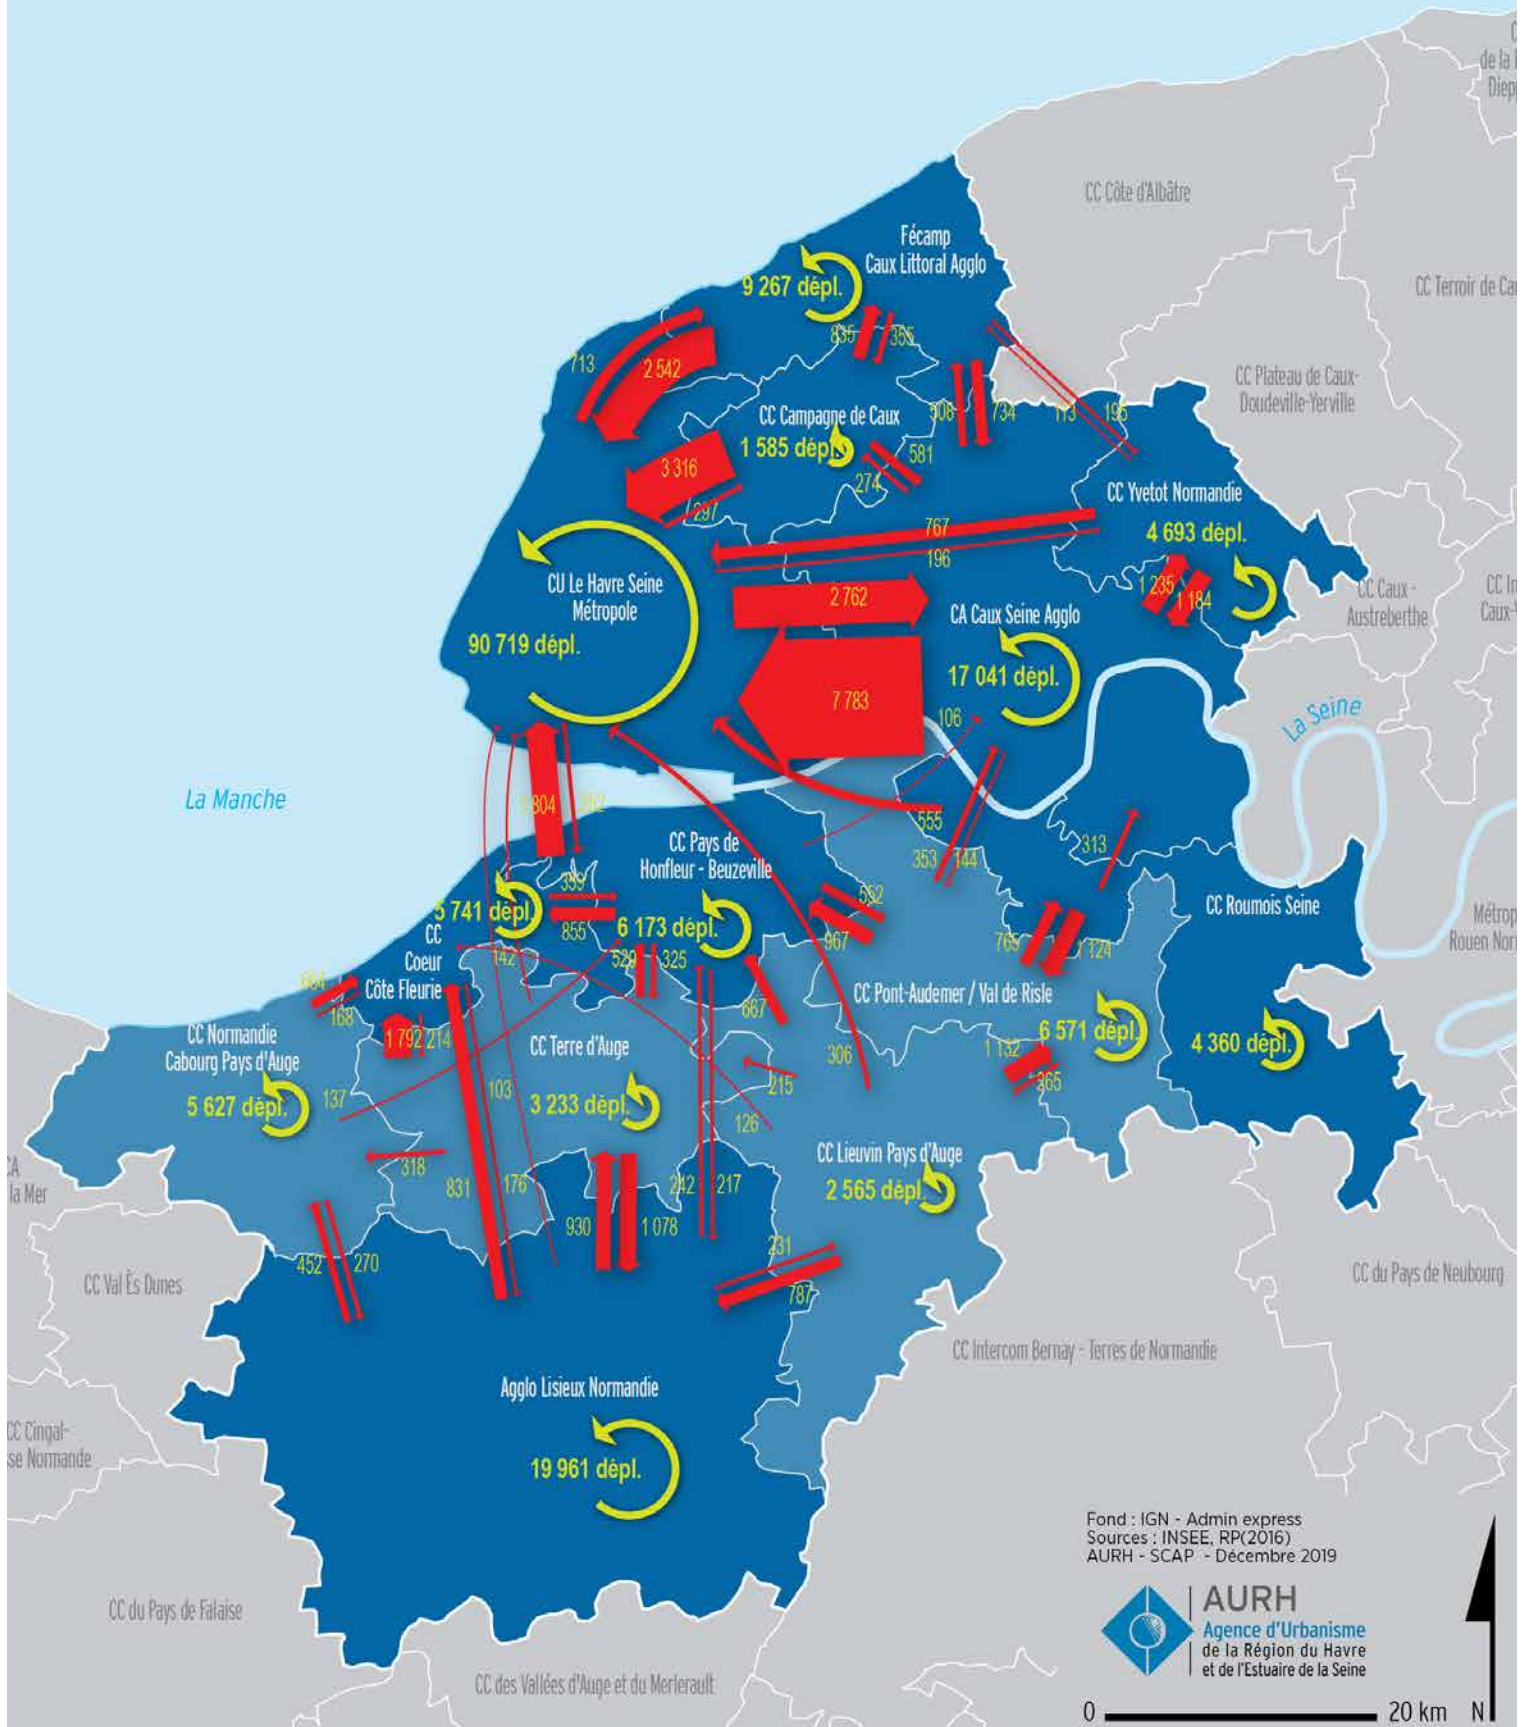 de la
CC Côte d'Albâtre
Fécamp
Caux Littoral Agglo
9 267 dépl.
CC Terroir de
835
355
713
2 542
CC Plateau de Caux-
Doudeville-Yerville
508
734
113
195
CC Campagne de Caux
1 585 dépl.
581
274
3 316
297
CC Yvetot Normandie
4 693 dépl.
767
196
CU Le Havre Seine
Métropole
90 719 dépl.
2 762
1 235
1 184
CC Caux -
Austreberthe
CC
CA Caux Seine Agglo
17 041 dépl.
7 783
106
La Seine
La Manche
804
555
353
144
313
CC Pays de
Honfleur - Beuzeville
6 173 dépl.
5 741 dépl.
855
CC
Coeur
Côte Fleurie
142
529
325
552
967
765
1 124
CC Roumois Seine
4 360 dépl.
CC Pont-Audemer / Val de Risle
6 571 dépl.
667
168
1 792
214
CC Normandie
Cabourg Pays d'Auge
5 627 dépl.
CC Terre d'Auge
3 233 dépl.
306
1 132
265
215
126
137
103
318
831
176
242
217
CC Lieuvin Pays d'Auge
2 565 dépl.
la Mer
930
1 078
452
270
231
787
CC Val Ès Dunes
CC du Pays de Neubourg
CC Intercom Bernay - Terres de Normandie
Agglo Lisieux Normandie
19 961 dépl.
CC Cingal-
Normande
CC du Pays de Falaise
CC des Vallées d'Auge et du Merlerault
Fond : IGN - Admin express
Sources : INSEE, RP(2016)
AURH - SCAP - Décembre 2019
AURH
Agence d'Urbanisme
de la Région du Havre
et de l'Estuaire de la Seine
0 20 km N